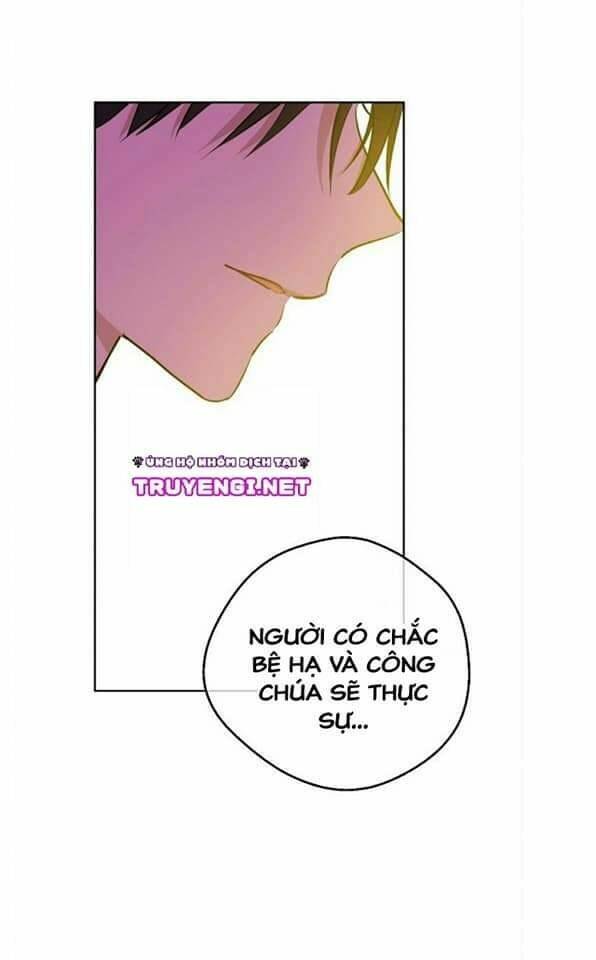 ỦNG HỘ NHÓM DỊCH TẠI
TRUYENGI.NET
NGƯỜI CÓ CHẮC
BỆ HẠ VÀ CÔNG
CHÚA SẼ THỰC
SỰ...